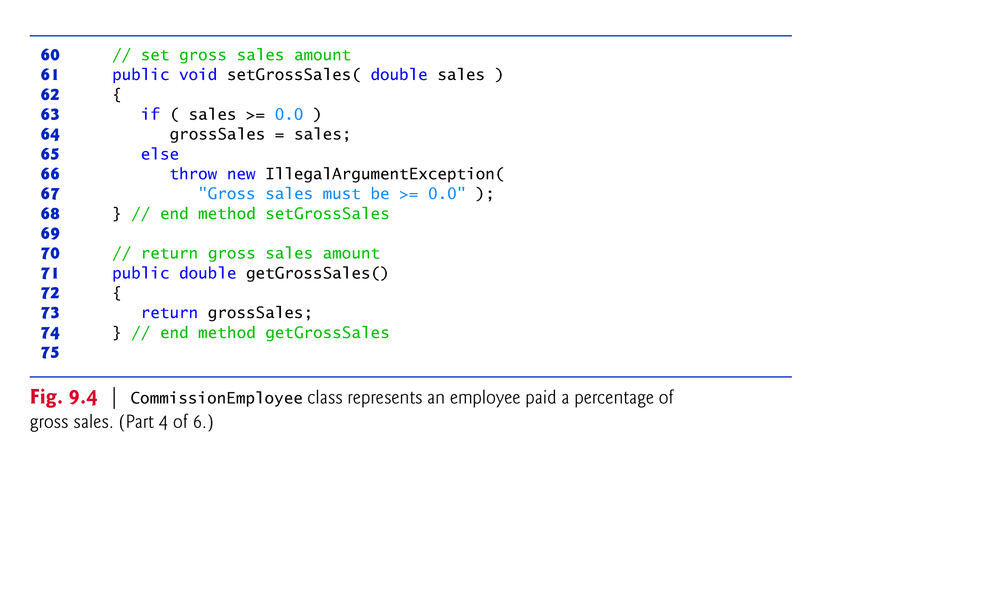 60 // set gross sales amount
61 public void setGrossSales( double sales )
62 {
63 if ( sales >= 0.0 )
64 grossSales = sales;
65 else
66 throw new IllegalArgumentException(
67 "Gross sales must be >= 0.0" );
68 } // end method setGrossSales
69
70 // return gross sales amount
71 public double getGrossSales()
72 {
73 return grossSales;
74 } // end method getGrossSales
75
Fig. 9.4 | CommissionEmployee class represents an employee paid a percentage of
gross sales. (Part 4 of 6.)